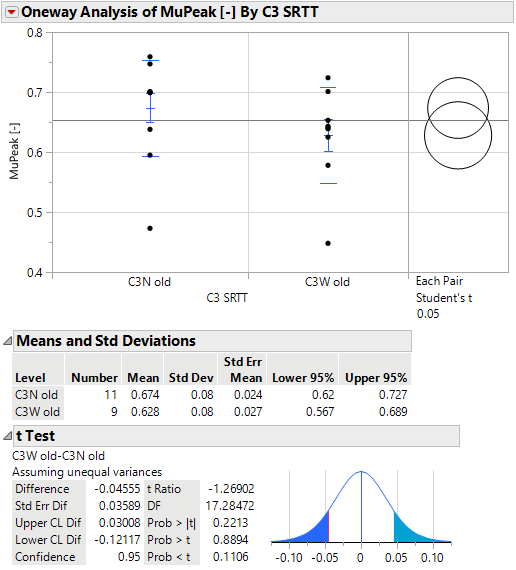 Oneway Analysis of MuPeak [-] By C3 SRTT
0.8
0.7
0.6
0.5
0.4
MuPeak [-]
C3N old
C3W old
C3 SRTT
Each Pair
Student's t
0.05
Means and Std Deviations
Level Number Mean Std Dev Std Err Mean Lower 95% Upper 95%
C3N old 11 0.674 0.08 0.024 0.62 0.727
C3W old 9 0.628 0.08 0.027 0.567 0.689
t Test
C3W old-C3N old
Assuming unequal variances
Difference -0.04555 t Ratio -1.26902
Std Err Dif 0.03589 DF 17.28472
Upper CL Dif 0.03008 Prob > |t| 0.2213
Lower CL Dif -0.12117 Prob > t 0.8894
Confidence 0.95 Prob < t 0.1106
-0.10 -0.05 0.00 0.05 0.10